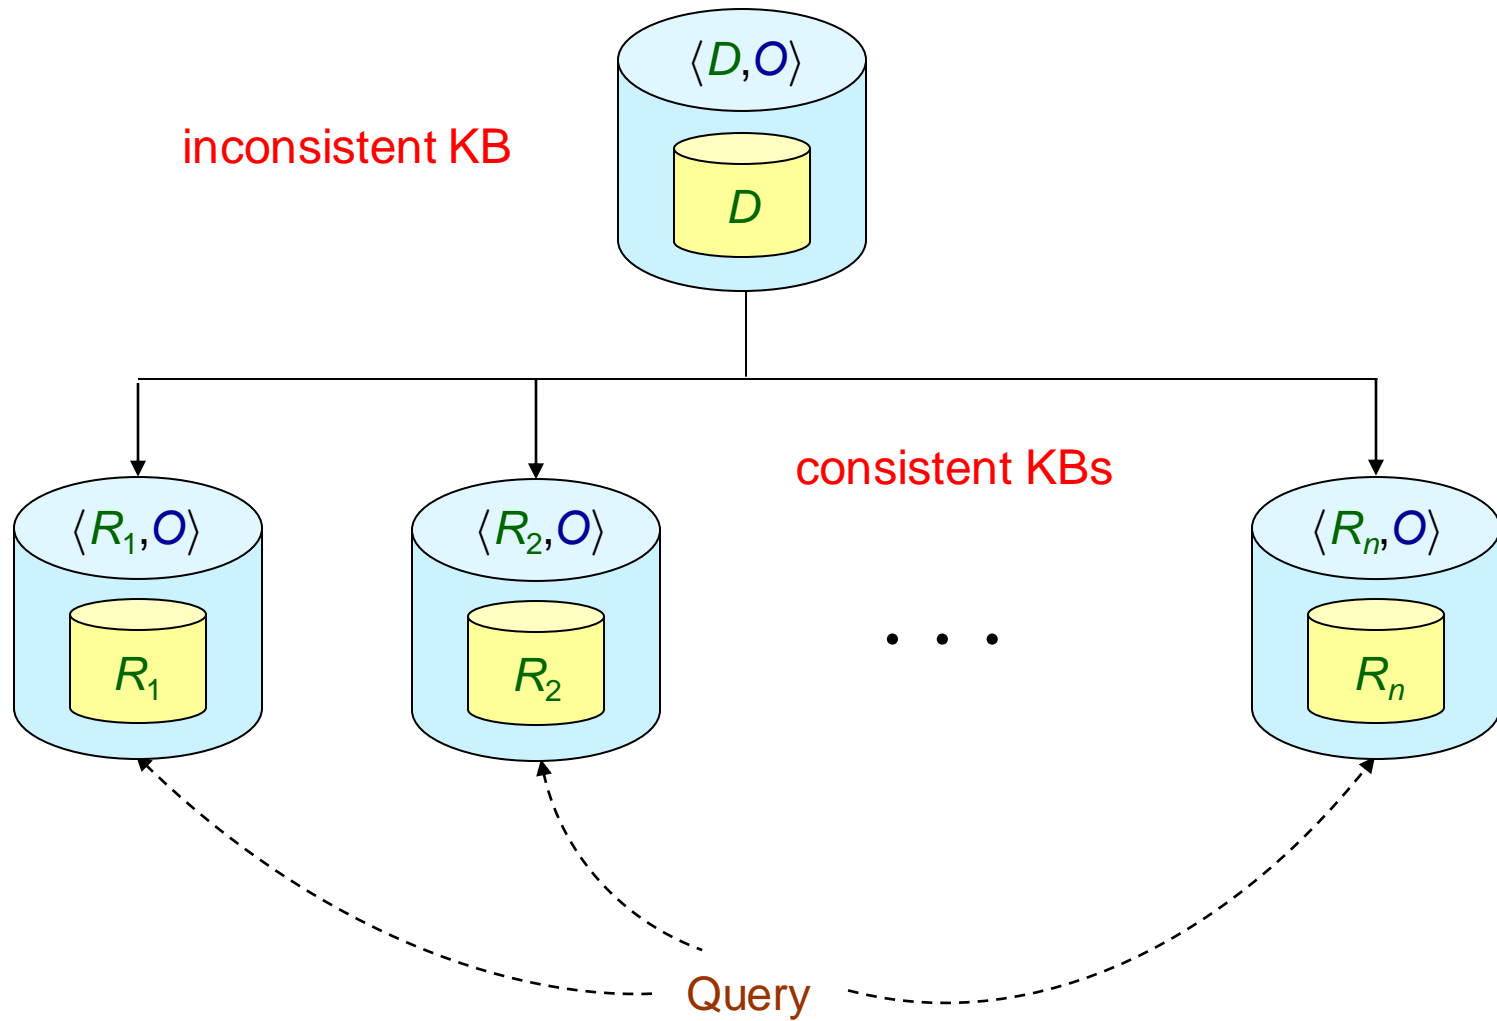 ⟨D,O⟩
inconsistent KB
D
consistent KBs
⟨R₁,O⟩
⟨R₂,O⟩
⟨Rₙ,O⟩
R₁
R₂
. . .
Rₙ
Query